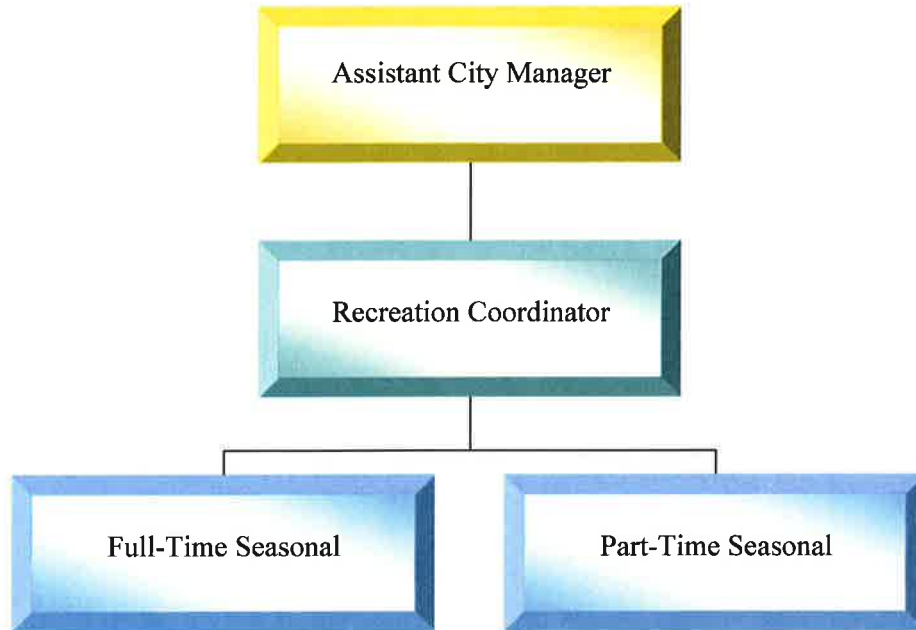 Assistant City Manager
Recreation Coordinator
Full-Time Seasonal
Part-Time Seasonal